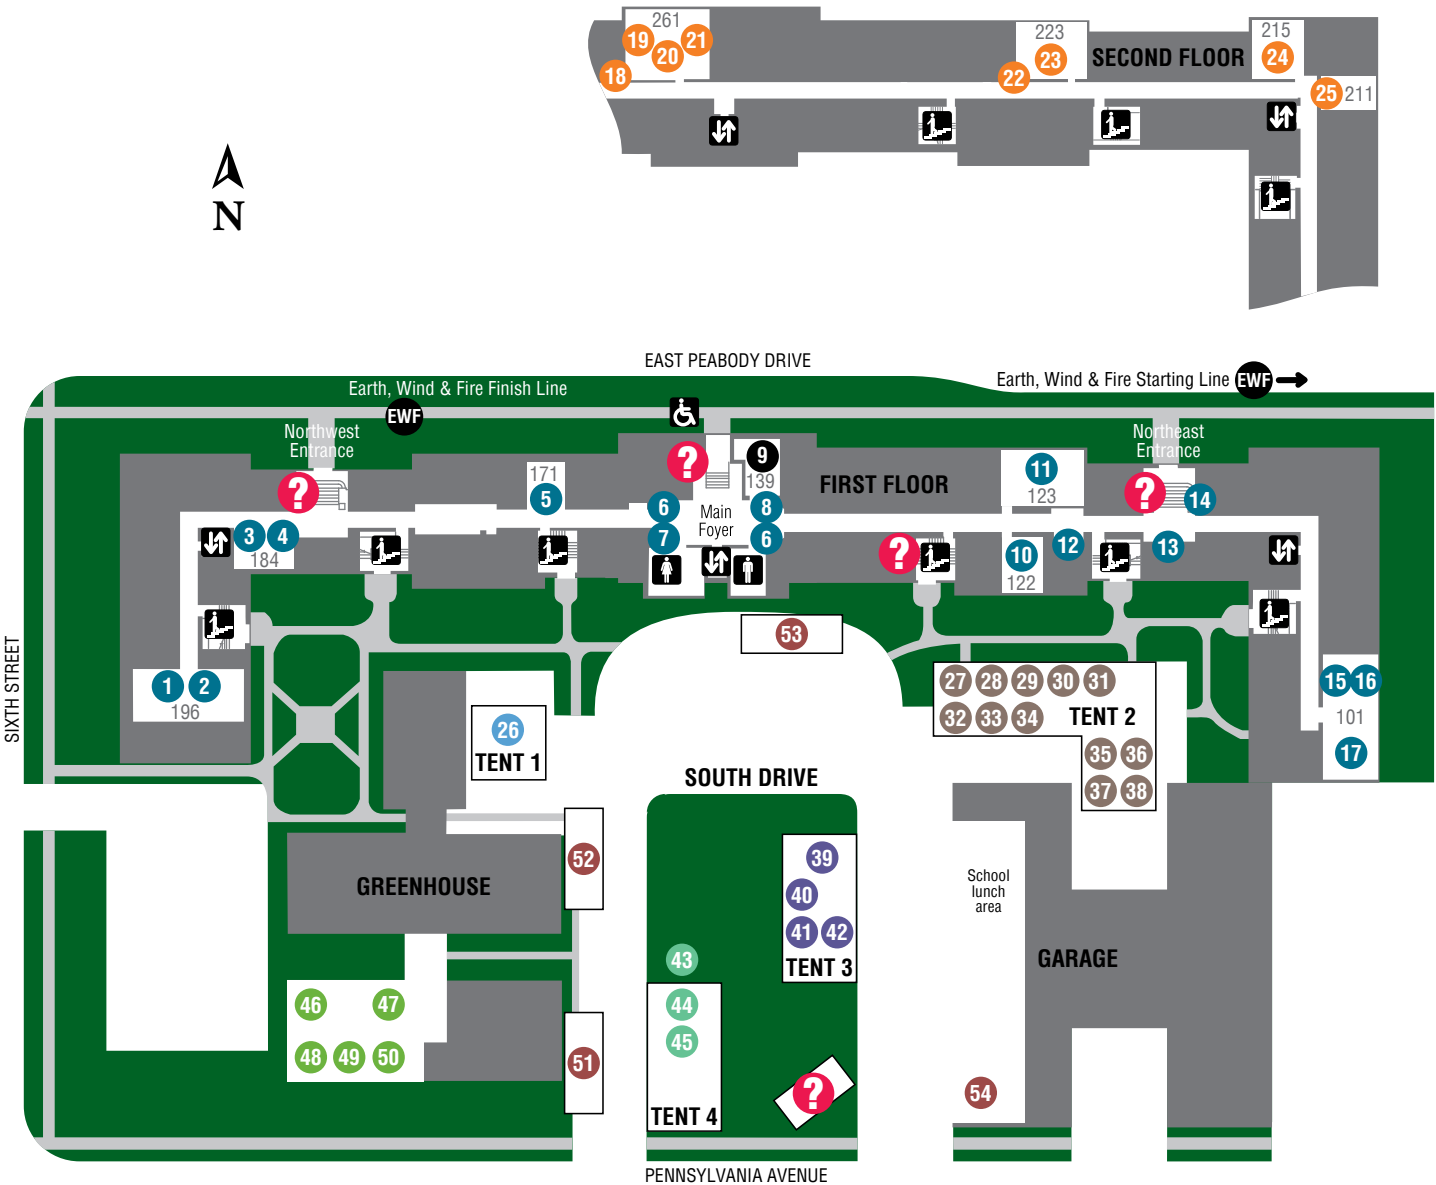 261
19
20
21
18
223
23
22
SECOND FLOOR
215
24
25
211
N
EAST PEABODY DRIVE
Earth, Wind & Fire Starting Line
EWF
Earth, Wind & Fire Finish Line
EWF
Northwest
Entrance
Northeast
Entrance
?
?
?
?
9
139
171
5
6
7
8
6
Main
Foyer
FIRST FLOOR
11
123
10
122
12
13
14
3
4
184
1
2
196
15
16
101
17
SIXTH STREET
53
26
TENT 1
27
28
29
30
31
32
33
34
TENT 2
35
36
37
38
SOUTH DRIVE
52
GREENHOUSE
39
40
41
42
TENT 3
School
lunch
area
GARAGE
43
44
45
TENT 4
46
47
48
49
50
51
?
54
PENNSYLVANIA AVENUE